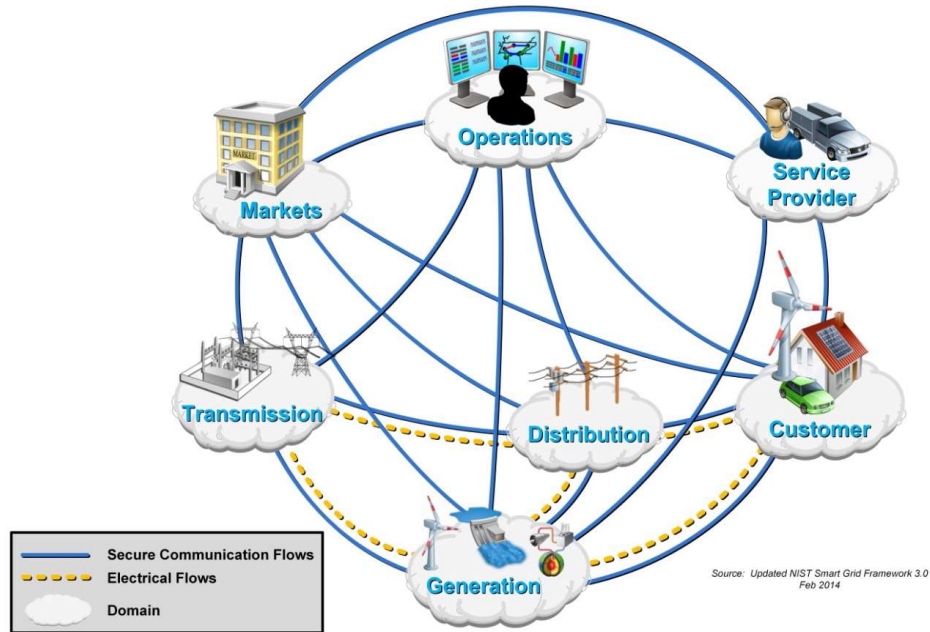 Operations
MARKET
Markets
Service
Provider
Transmission
Distribution
Customer
Generation
Secure Communication Flows
Electrical Flows
Domain
Source: Updated NIST Smart Grid Framework 3.0
Feb 2014